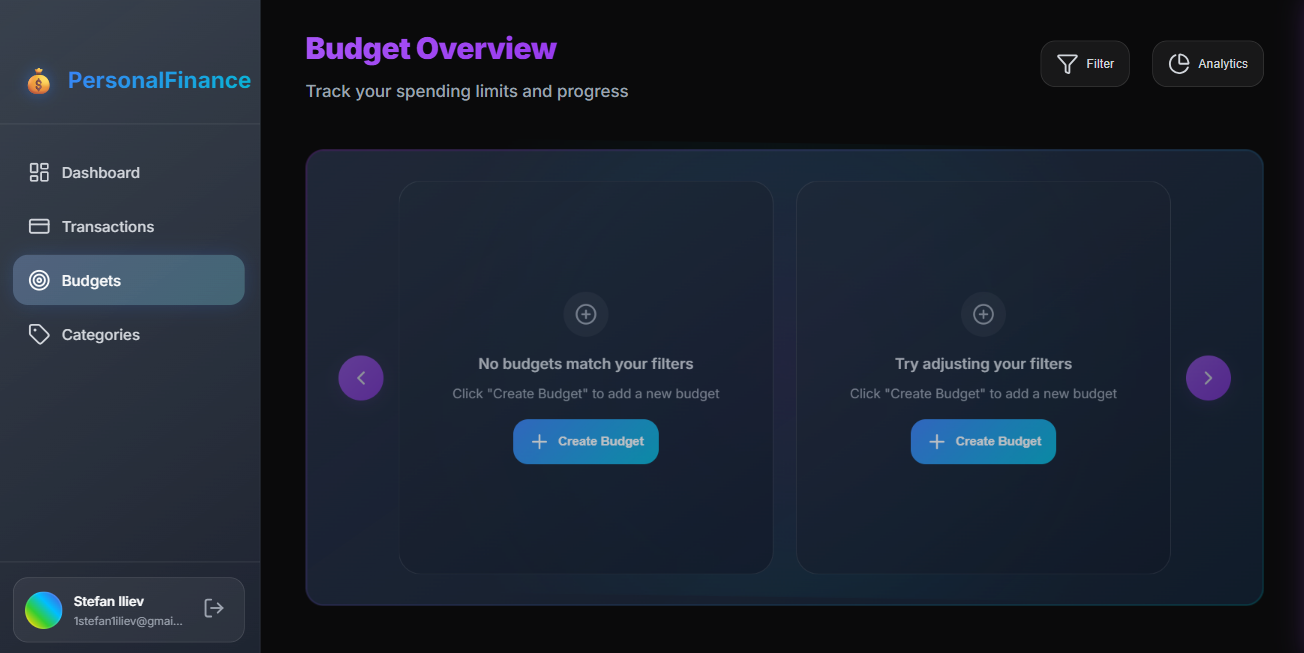 PersonalFinance
Dashboard
Transactions
Budgets
Categories
Stefan Iliev
1stefan1iliev@gmai...
Budget Overview
Track your spending limits and progress
Filter
Analytics
No budgets match your filters
Click "Create Budget" to add a new budget
Create Budget
Try adjusting your filters
Click "Create Budget" to add a new budget
Create Budget